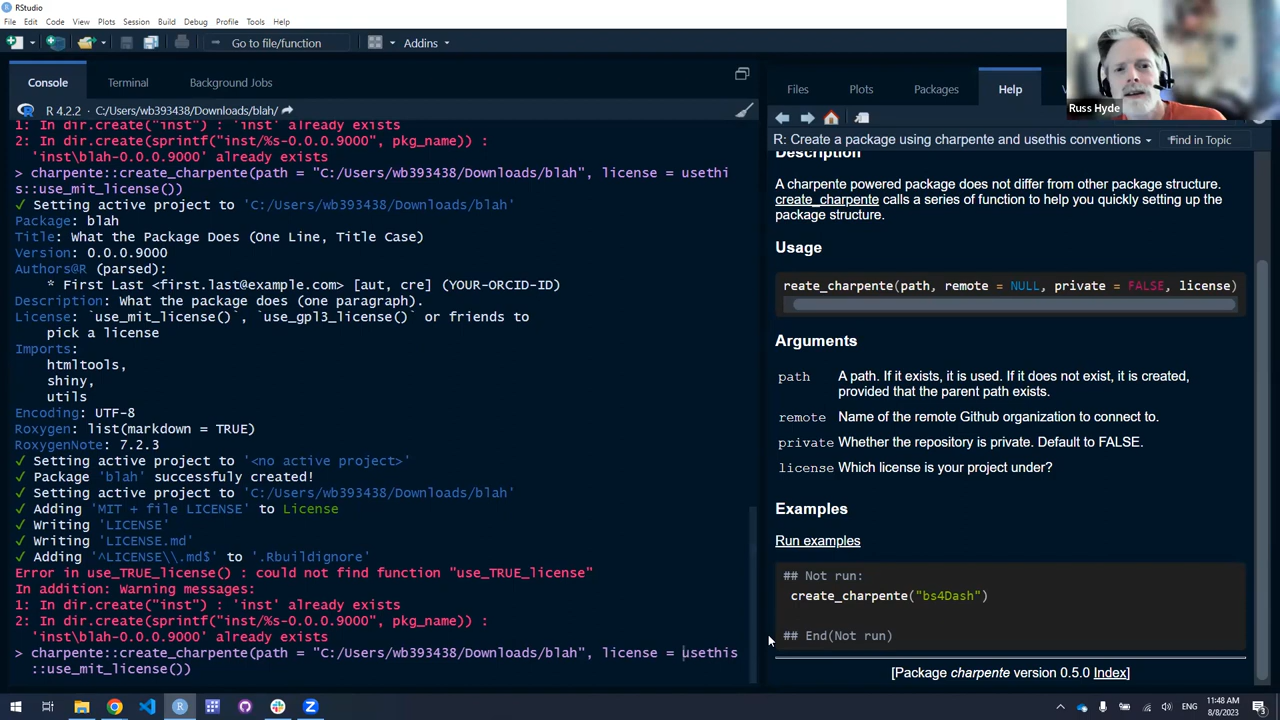 RStudio
File Edit Code View Plots Session Build Debug Profile Tools Help
Go to file/function Addins
Console Terminal Background Jobs
R 4.2.2 · C:/Users/wb393438/Downloads/blah/
1: In dir.create("inst") : 'inst' already exists
2: In dir.create(sprintf("inst/%s-0.0.0.9000", pkg_name)) :
'inst\blah-0.0.0.9000' already exists
> charpente::create_charpente(path = "C:/Users/wb393438/Downloads/blah", license = usethi
s::use_mit_license())
✓ Setting active project to 'C:/Users/wb393438/Downloads/blah'
Package: blah
Title: What the Package Does (One Line, Title Case)
Version: 0.0.0.9000
Authors@R (parsed):
* First Last <first.last@example.com> [aut, cre] (YOUR-ORCID-ID)
Description: What the package does (one paragraph).
License: `use_mit_license()`, `use_gpl3_license()` or friends to
pick a license
Imports:
htmltools,
shiny,
utils
Encoding: UTF-8
Roxygen: list(markdown = TRUE)
RoxygenNote: 7.2.3
✓ Setting active project to '<no active project>'
✓ Package 'blah' successfuly created!
✓ Setting active project to 'C:/Users/wb393438/Downloads/blah'
✓ Adding 'MIT + file LICENSE' to License
✓ Writing 'LICENSE'
✓ Writing 'LICENSE.md'
✓ Adding '^LICENSE\\.md$' to '.Rbuildignore'
Error in use_TRUE_license() : could not find function "use_TRUE_license"
In addition: Warning messages:
1: In dir.create("inst") : 'inst' already exists
2: In dir.create(sprintf("inst/%s-0.0.0.9000", pkg_name)) :
'inst\blah-0.0.0.9000' already exists
> charpente::create_charpente(path = "C:/Users/wb393438/Downloads/blah", license = usethis
::use_mit_license())
Russ Hyde
Files Plots Packages Help
R: Create a package using charpente and usethis conventions Find in Topic
Description
A charpente powered package does not differ from other package structure.
create_charpente calls a series of function to help you quickly setting up the
package structure.
Usage
reate_charpente(path, remote = NULL, private = FALSE, license)
Arguments
path A path. If it exists, it is used. If it does not exist, it is created,
provided that the parent path exists.
remote Name of the remote Github organization to connect to.
private Whether the repository is private. Default to FALSE.
license Which license is your project under?
Examples
Run examples
## Not run:
create_charpente("bs4Dash")
## End(Not run)
[Package charpente version 0.5.0 Index]
ENG
11:48 AM
8/8/2023
3